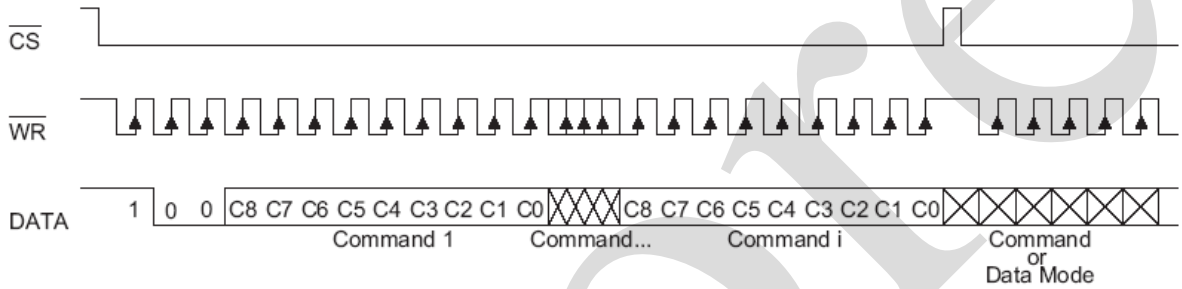 CS
WR
DATA 1 0 0 C8 C7 C6 C5 C4 C3 C2 C1 C0 C8 C7 C6 C5 C4 C3 C2 C1 C0
Command 1 Command... Command i Command
or
Data Mode